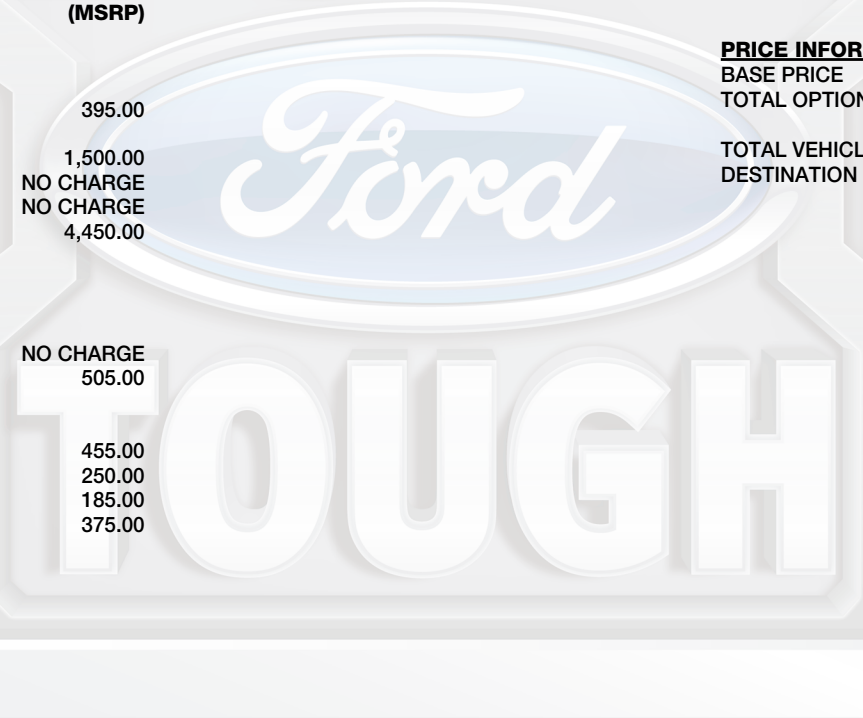 (MSRP)
395.00
1,500.00
NO CHARGE
NO CHARGE
4,450.00
NO CHARGE
505.00
455.00
250.00
185.00
375.00
PRICE INFOR
BASE PRICE
TOTAL OPTION
TOTAL VEHICL
DESTINATION
Ford
TOUGH